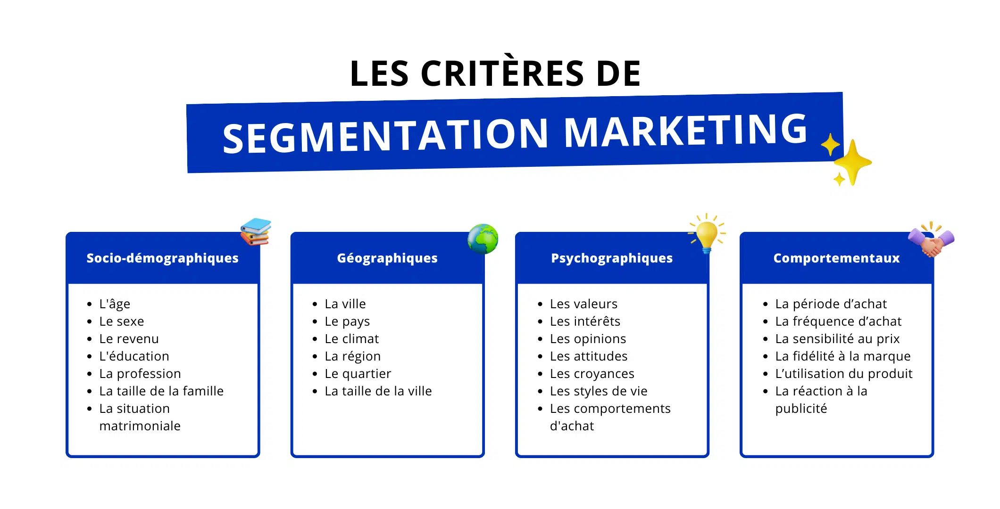 LES CRITÈRES DE
SEGMENTATION MARKETING
Socio-démographiques
• L'âge
• Le sexe
• Le revenu
• L'éducation
• La profession
• La taille de la famille
• La situation
matrimoniale
Géographiques
• La ville
• Le pays
• Le climat
• La région
• Le quartier
• La taille de la ville
Psychographiques
• Les valeurs
• Les intérêts
• Les opinions
• Les attitudes
• Les croyances
• Les styles de vie
• Les comportements
d'achat
Comportementaux
• La période d’achat
• La fréquence d’achat
• La sensibilité au prix
• La fidélité à la marque
• L’utilisation du produit
• La réaction à la
publicité